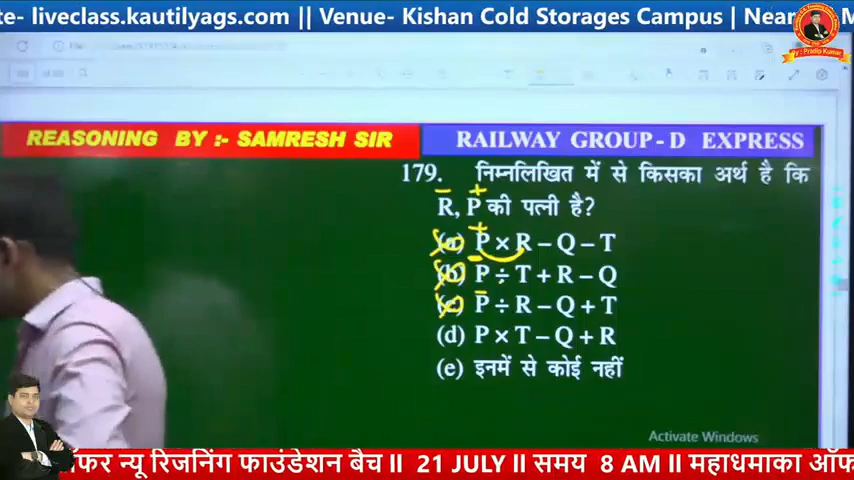 te- liveclass.kautilyags.com || Venue- Kishan Cold Storages Campus | Near
REASONING BY :- SAMRESH SIR
RAILWAY GROUP - D EXPRESS
179. निम्नलिखित में से किसका अर्थ है कि
R, P की पत्नी है?
(a) P × R – Q – T
(b) P ÷ T + R – Q
(c) P ÷ R – Q + T
(d) P × T – Q + R
(e) इनमें से कोई नहीं
Activate Windows
ऑफर न्यू रिजनिंग फाउंडेशन बैच II 21 JULY II समय 8 AM II महाधमाका ऑफ